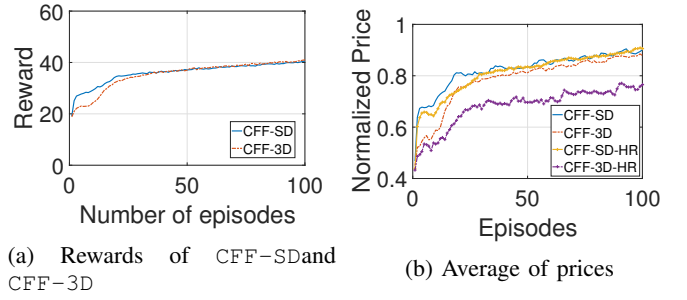 60
40
20
0
Reward
0
50
100
Number of episodes
CFF-SD
CFF-3D
(a) Rewards of CFF-SDand
CFF-3D
1
0.8
0.6
0.4
Normalized Price
0
50
100
Episodes
CFF-SD
CFF-3D
CFF-SD-HR
CFF-3D-HR
(b) Average of prices